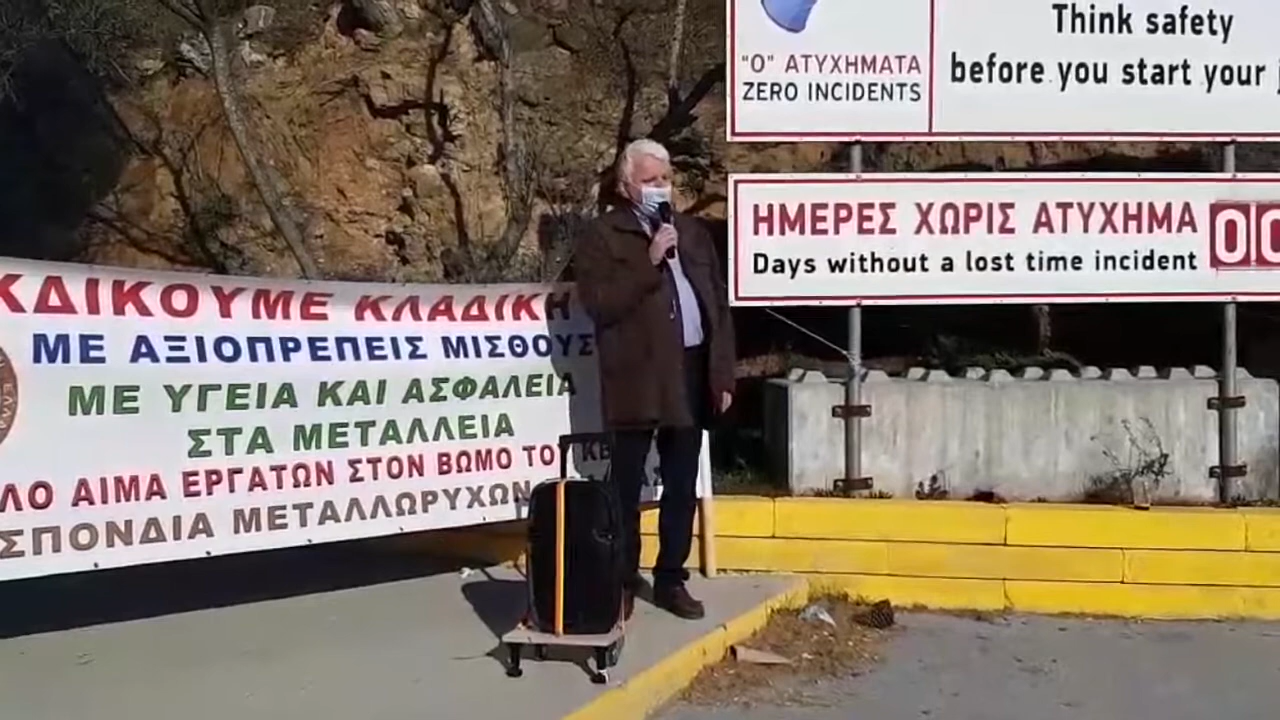 "Ο" ΑΤΥΧΗΜΑΤΑ
ZERO INCIDENTS
Think safety
before you start your
ΗΜΕΡΕΣ ΧΩΡΙΣ ΑΤΥΧΗΜΑ
Days without a lost time incident
ΚΔΙΚΟΥΜΕ ΚΛΑΔΙΚΗ
ΜΕ ΑΞΙΟΠΡΕΠΕΙΣ ΜΙΣΘΟΥΣ
ΜΕ ΥΓΕΙΑ ΚΑΙ ΑΣΦΑΛΕΙΑ
ΣΤΑ ΜΕΤΑΛΛΕΙΑ
ΛΟ ΑΙΜΑ ΕΡΓΑΤΩΝ ΣΤΟΝ ΒΩΜΟ ΤΟΥ
ΣΠΟΝΔΙΑ ΜΕΤΑΛΛΩΡΥΧΩΝ